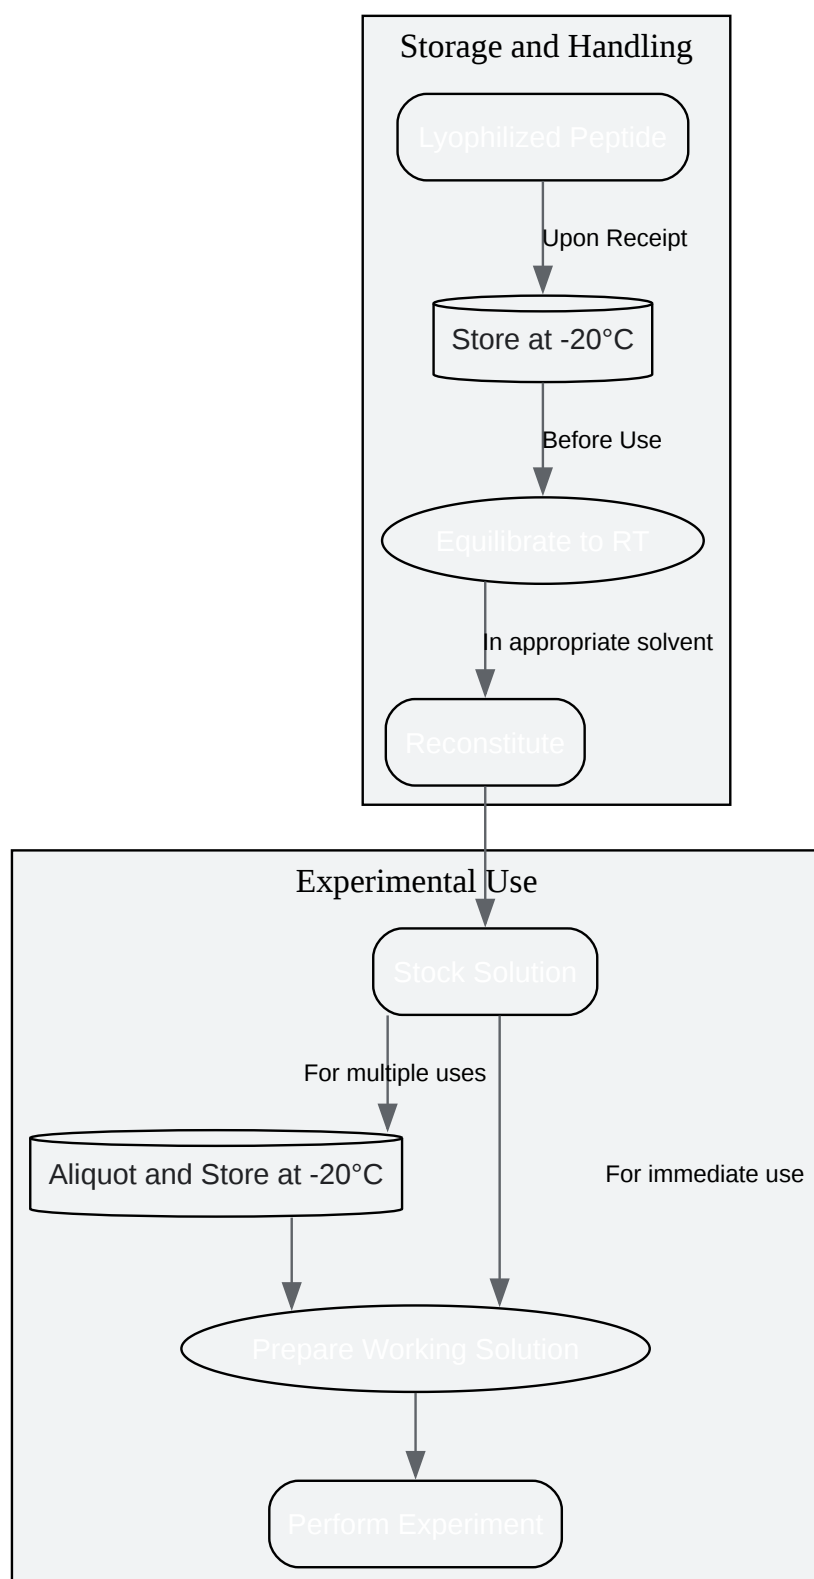 Storage and Handling
Lyophilized Peptide
Upon Receipt
Store at -20°C
Before Use
Equilibrate to RT
In appropriate solvent
Reconstitute
Experimental Use
Stock Solution
For multiple uses
Aliquot and Store at -20°C
For immediate use
Prepare Working Solution
Perform Experiment